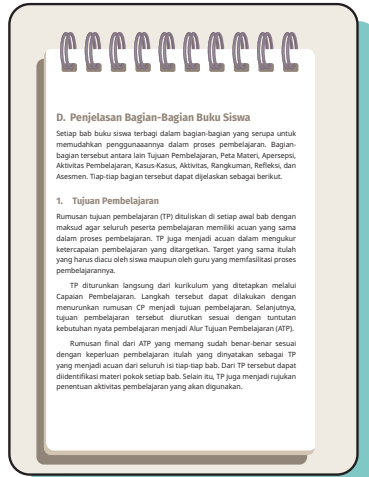 D. Penjelasan Bagian-Bagian Buku Siswa
Setiap bab buku siswa terbagi dalam bagian-bagian yang serupa untuk
memudahkan penggunaaannya dalam proses pembelajaran. Bagian-
bagian tersebut antara lain Tujuan Pembelajaran, Peta Materi, Apersepsi,
Aktivitas Pembelajaran, Kasus-Kasus, Aktivitas, Rangkuman, Refleksi, dan
Asesmen. Tiap-tiap bagian tersebut dapat dijelaskan sebagai berikut.
1. Tujuan Pembelajaran
Rumusan tujuan pembelajaran (TP) dituliskan di setiap awal bab dengan
maksud agar seluruh peserta pembelajaran memiliki acuan yang sama
dalam proses pembelajaran. TP juga menjadi acuan dalam mengukur
ketercapaian pembelajaran yang ditargetkan. Target yang sama itulah
yang harus diacu oleh siswa maupun oleh guru yang memfasilitasi proses
pembelajarannya.
TP diturunkan langsung dari kurikulum yang ditetapkan melalui
Capaian Pembelajaran. Langkah tersebut dapat dilakukan dengan
menurunkan rumusan CP menjadi tujuan pembelajaran. Selanjutnya,
tujuan pembelajaran tersebut diurutkan sesuai dengan tuntutan
kebutuhan nyata pembelajaran menjadi Alur Tujuan Pembelajaran (ATP).
Rumusan final dari ATP yang memang sudah benar-benar sesuai
dengan keperluan pembelajaran itulah yang dinyatakan sebagai TP
yang menjadi acuan dari seluruh isi tiap-tiap bab. Dari TP tersebut dapat
diidentifikasi materi pokok setiap bab. Selain itu, TP juga menjadi rujukan
penentuan aktivitas pembelajaran yang akan digunakan.